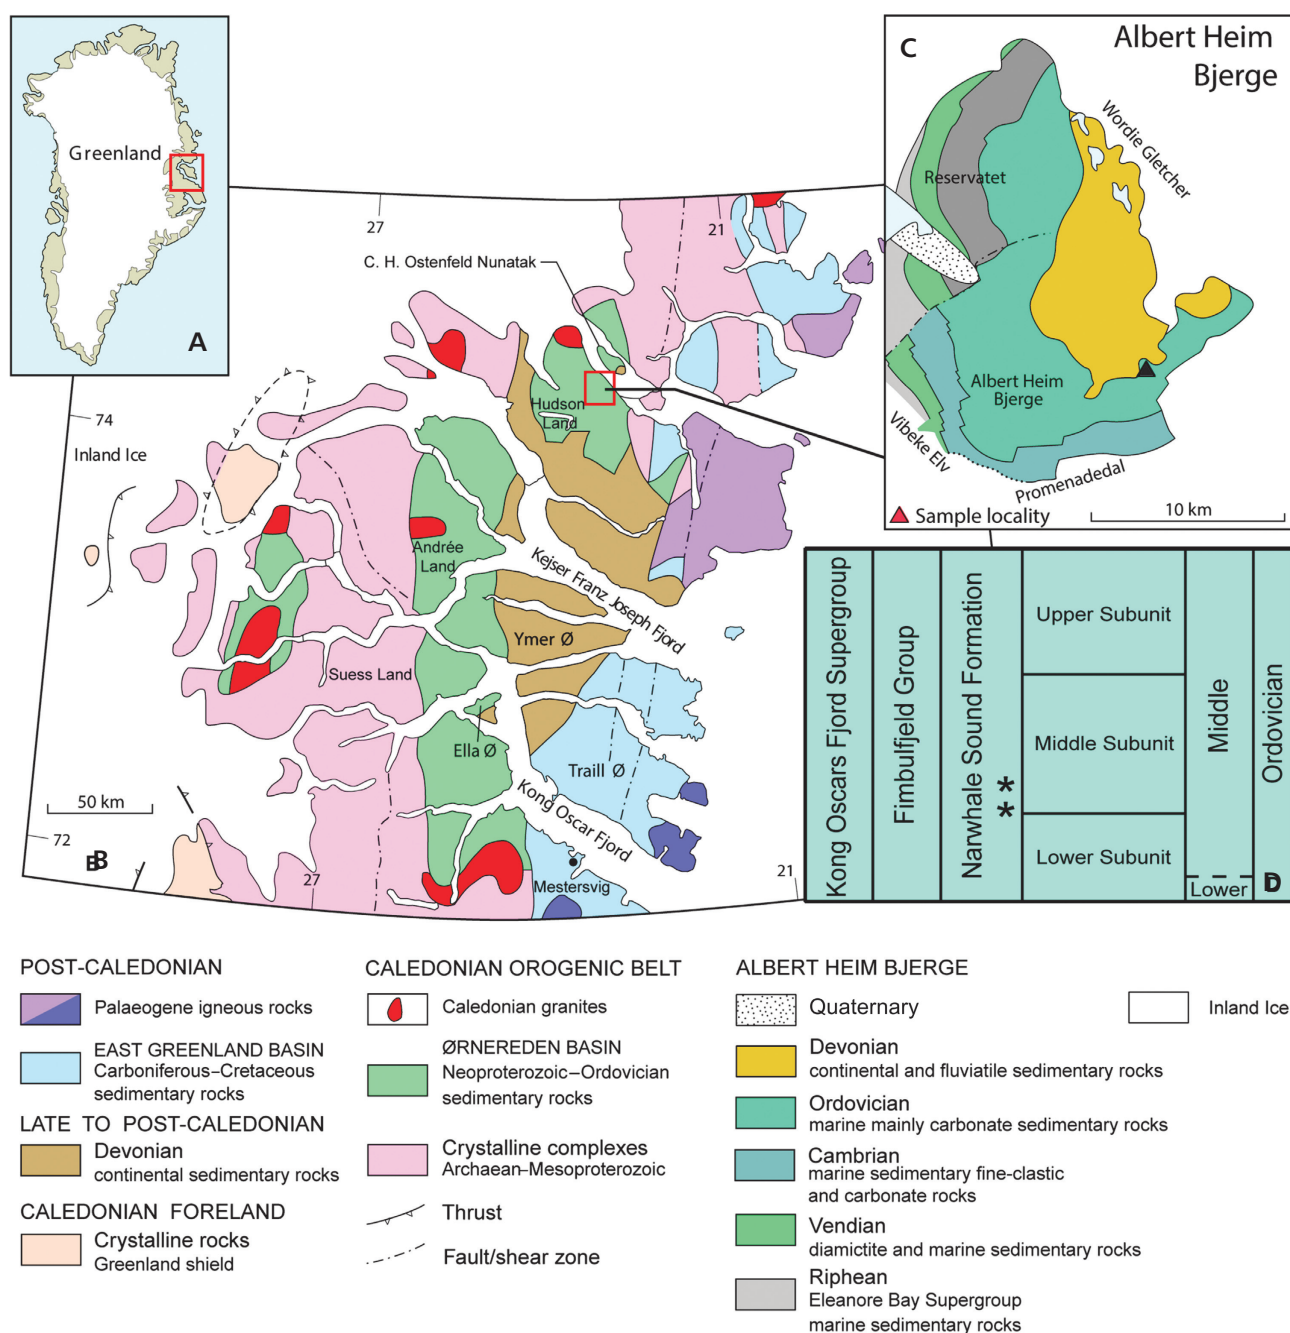 Greenland
A
C
Albert Heim
Bjerge
Wordie Gletcher
Reservatet
Albert Heim
Bjerge
Vibeke Elv
Promenadedal
Sample locality
10 km
27
21
C. H. Ostenfeld Nunatak
74
Inland Ice
Hudson
Land
Andrée
Land
Kejser Franz Joseph Fjord
Ymer Ø
Suess Land
Ella Ø
Traill Ø
Kong Oscar Fjord
50 km
72
B
27
21
Mestersvig
Kong Oscars Fjord Supergroup
Fimbulfjeld Group
Narwhale Sound Formation
* *
Upper Subunit
Middle Subunit
Lower Subunit
Middle
Lower
Ordovician
D
POST-CALEDONIAN
Palaeogene igneous rocks
EAST GREENLAND BASIN
Carboniferous–Cretaceous
sedimentary rocks
LATE TO POST-CALEDONIAN
Devonian
continental sedimentary rocks
CALEDONIAN FORELAND
Crystalline rocks
Greenland shield
CALEDONIAN OROGENIC BELT
Caledonian granites
ØRNEREDEN BASIN
Neoproterozoic–Ordovician
sedimentary rocks
Crystalline complexes
Archaean–Mesoproterozoic
Thrust
Fault/shear zone
ALBERT HEIM BJERGE
Quaternary
Inland Ice
Devonian
continental and fluviatile sedimentary rocks
Ordovician
marine mainly carbonate sedimentary rocks
Cambrian
marine sedimentary fine-clastic
and carbonate rocks
Vendian
diamictite and marine sedimentary rocks
Riphean
Eleanore Bay Supergroup
marine sedimentary rocks